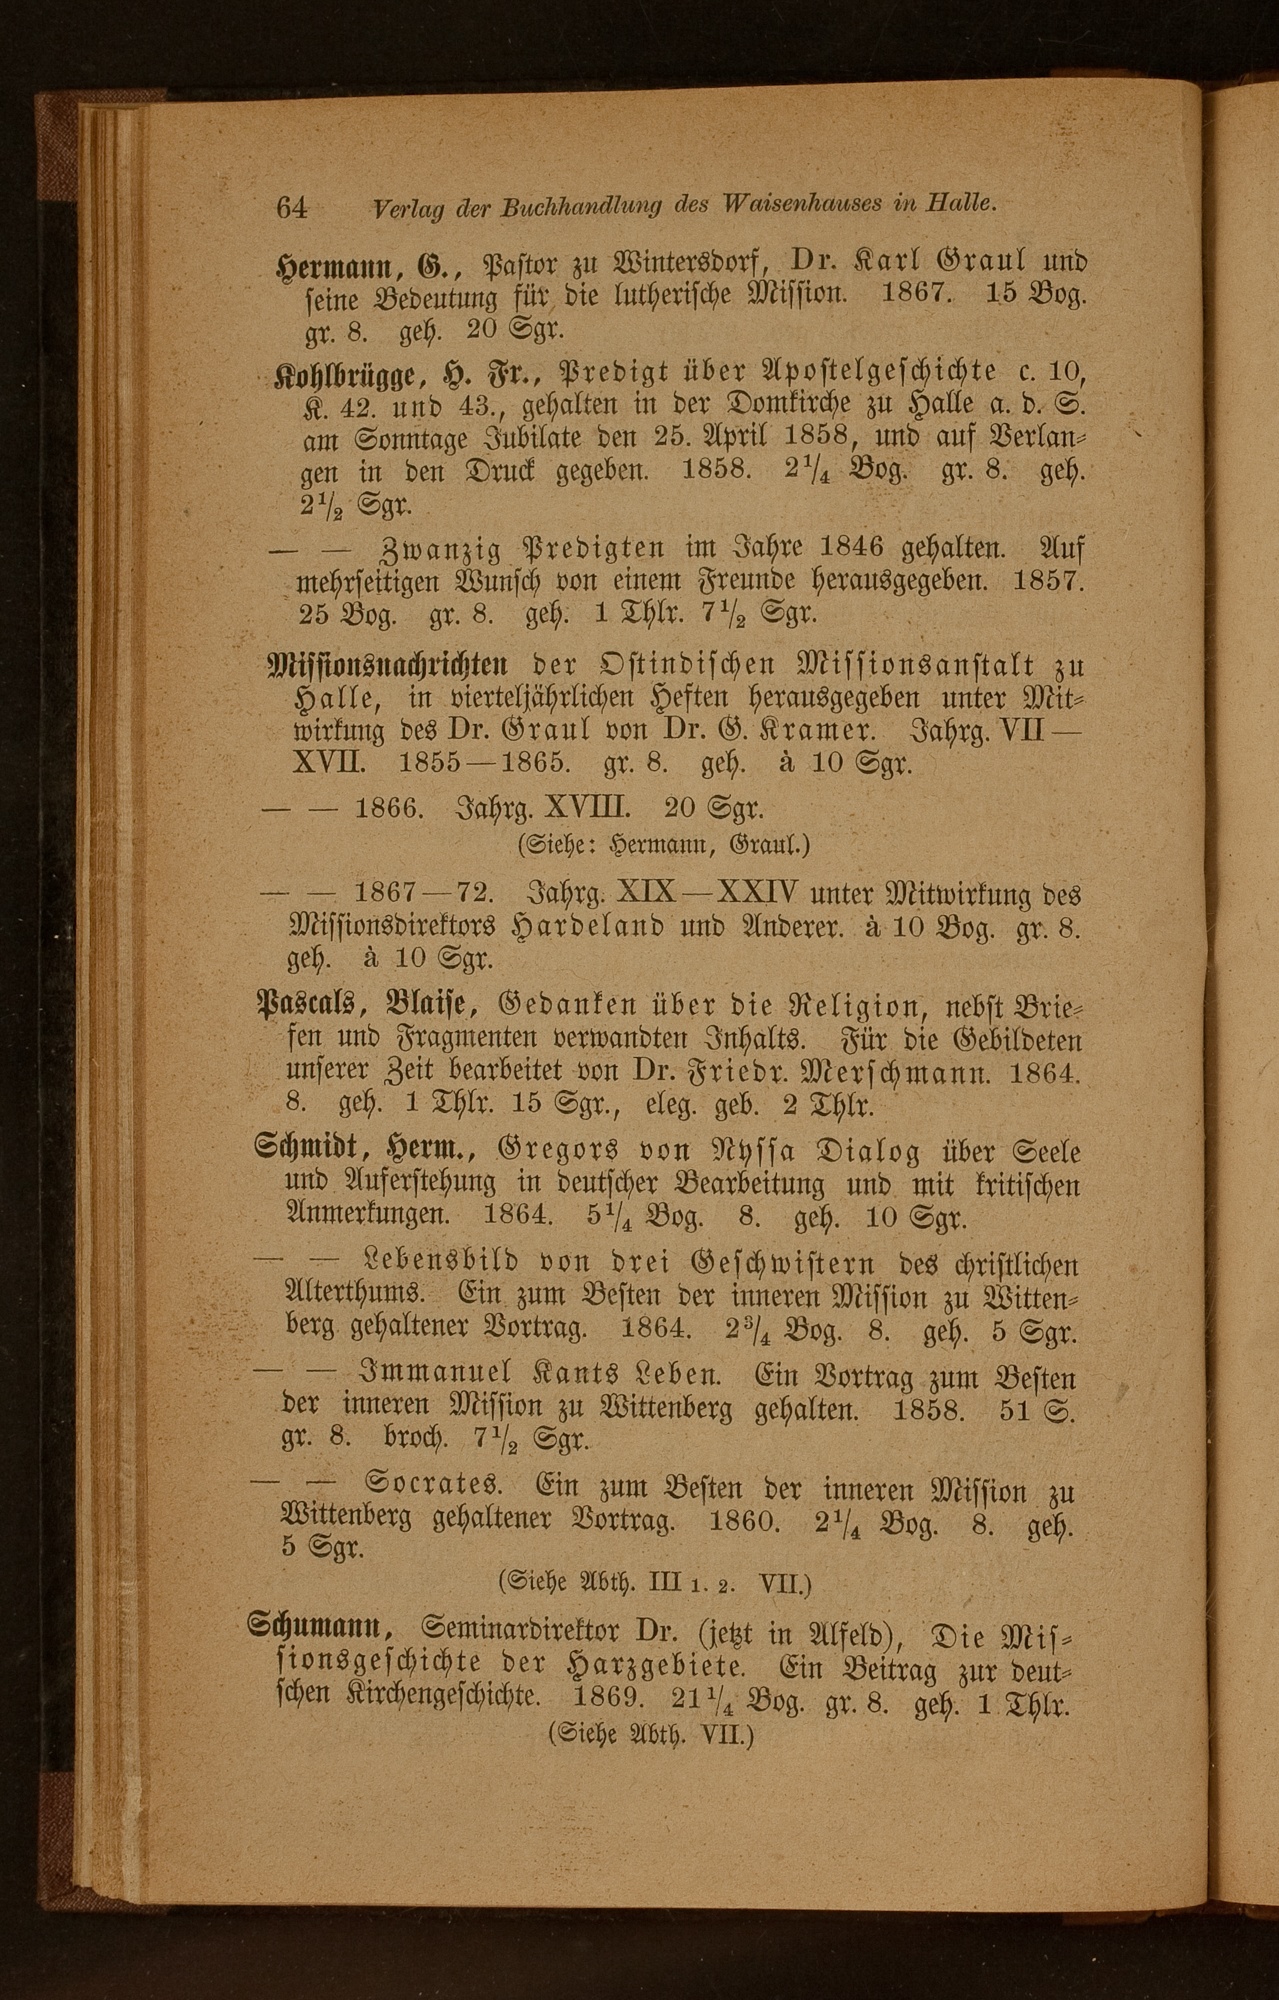 64 Verlag der Buchhandlung des Waisenhauses in Halle.
Hermann, G., Pastor zu Wintersdorf, Dr. Karl Graul und
seine Bedeutung für die lutherische Mission. 1867. 15 Bog.
gr. 8. geh. 20 Sgr.
Kohlbrügge, H. Fr., Predigt über Apostelgeschichte c. 10,
K. 42. und 43., gehalten in der Domkirche zu Halle a. d. S.
am Sonntage Jubilate den 25. April 1858, und auf Verlan-
gen in den Druck gegeben. 1858. 2¼ Bog. gr. 8. geh.
2½ Sgr.
— — Zwanzig Predigten im Jahre 1846 gehalten. Auf
mehrseitigen Wunsch von einem Freunde herausgegeben. 1857.
25 Bog. gr. 8. geh. 1 Thlr. 7½ Sgr.
Missionsnachrichten der Ostindischen Missionsanstalt zu
Halle, in vierteljährlichen Heften herausgegeben unter Mit-
wirkung des Dr. Graul von Dr. G. Kramer. Jahrg. VII—
XVII. 1855—1865. gr. 8. geh. à 10 Sgr.
— — 1866. Jahrg. XVIII. 20 Sgr.
(Siehe: Hermann, Graul.)
— — 1867—72. Jahrg. XIX—XXIV unter Mitwirkung des
Missionsdirektors Hardeland und Anderer. à 10 Bog. gr. 8.
geh. à 10 Sgr.
Pascals, Blaise, Gedanken über die Religion, nebst Brie-
fen und Fragmenten verwandten Inhalts. Für die Gebildeten
unserer Zeit bearbeitet von Dr. Friedr. Merschmann. 1864.
8. geh. 1 Thlr. 15 Sgr., eleg. geb. 2 Thlr.
Schmidt, Herm., Gregors von Nyssa Dialog über Seele
und Auferstehung in deutscher Bearbeitung und mit kritischen
Anmerkungen. 1864. 5¼ Bog. 8. geh. 10 Sgr.
— — Lebensbild von drei Geschwistern des christlichen
Alterthums. Ein zum Besten der inneren Mission zu Witten-
berg gehaltener Vortrag. 1864. 2¾ Bog. 8. geh. 5 Sgr.
— — Immanuel Kants Leben. Ein Vortrag zum Besten
der inneren Mission zu Wittenberg gehalten. 1858. 51 S.
gr. 8. broch. 7½ Sgr.
— — Socrates. Ein zum Besten der inneren Mission zu
Wittenberg gehaltener Vortrag. 1860. 2¼ Bog. 8. geh.
5 Sgr.
(Siehe Abth. III 1. 2. VII.)
Schumann, Seminardirektor Dr. (jetzt in Alfeld), Die Mis-
sionsgeschichte der Harzgebiete. Ein Beitrag zur deut-
schen Kirchengeschichte. 1869. 21¼ Bog. gr. 8. geh. 1 Thlr.
(Siehe Abth. VII.)